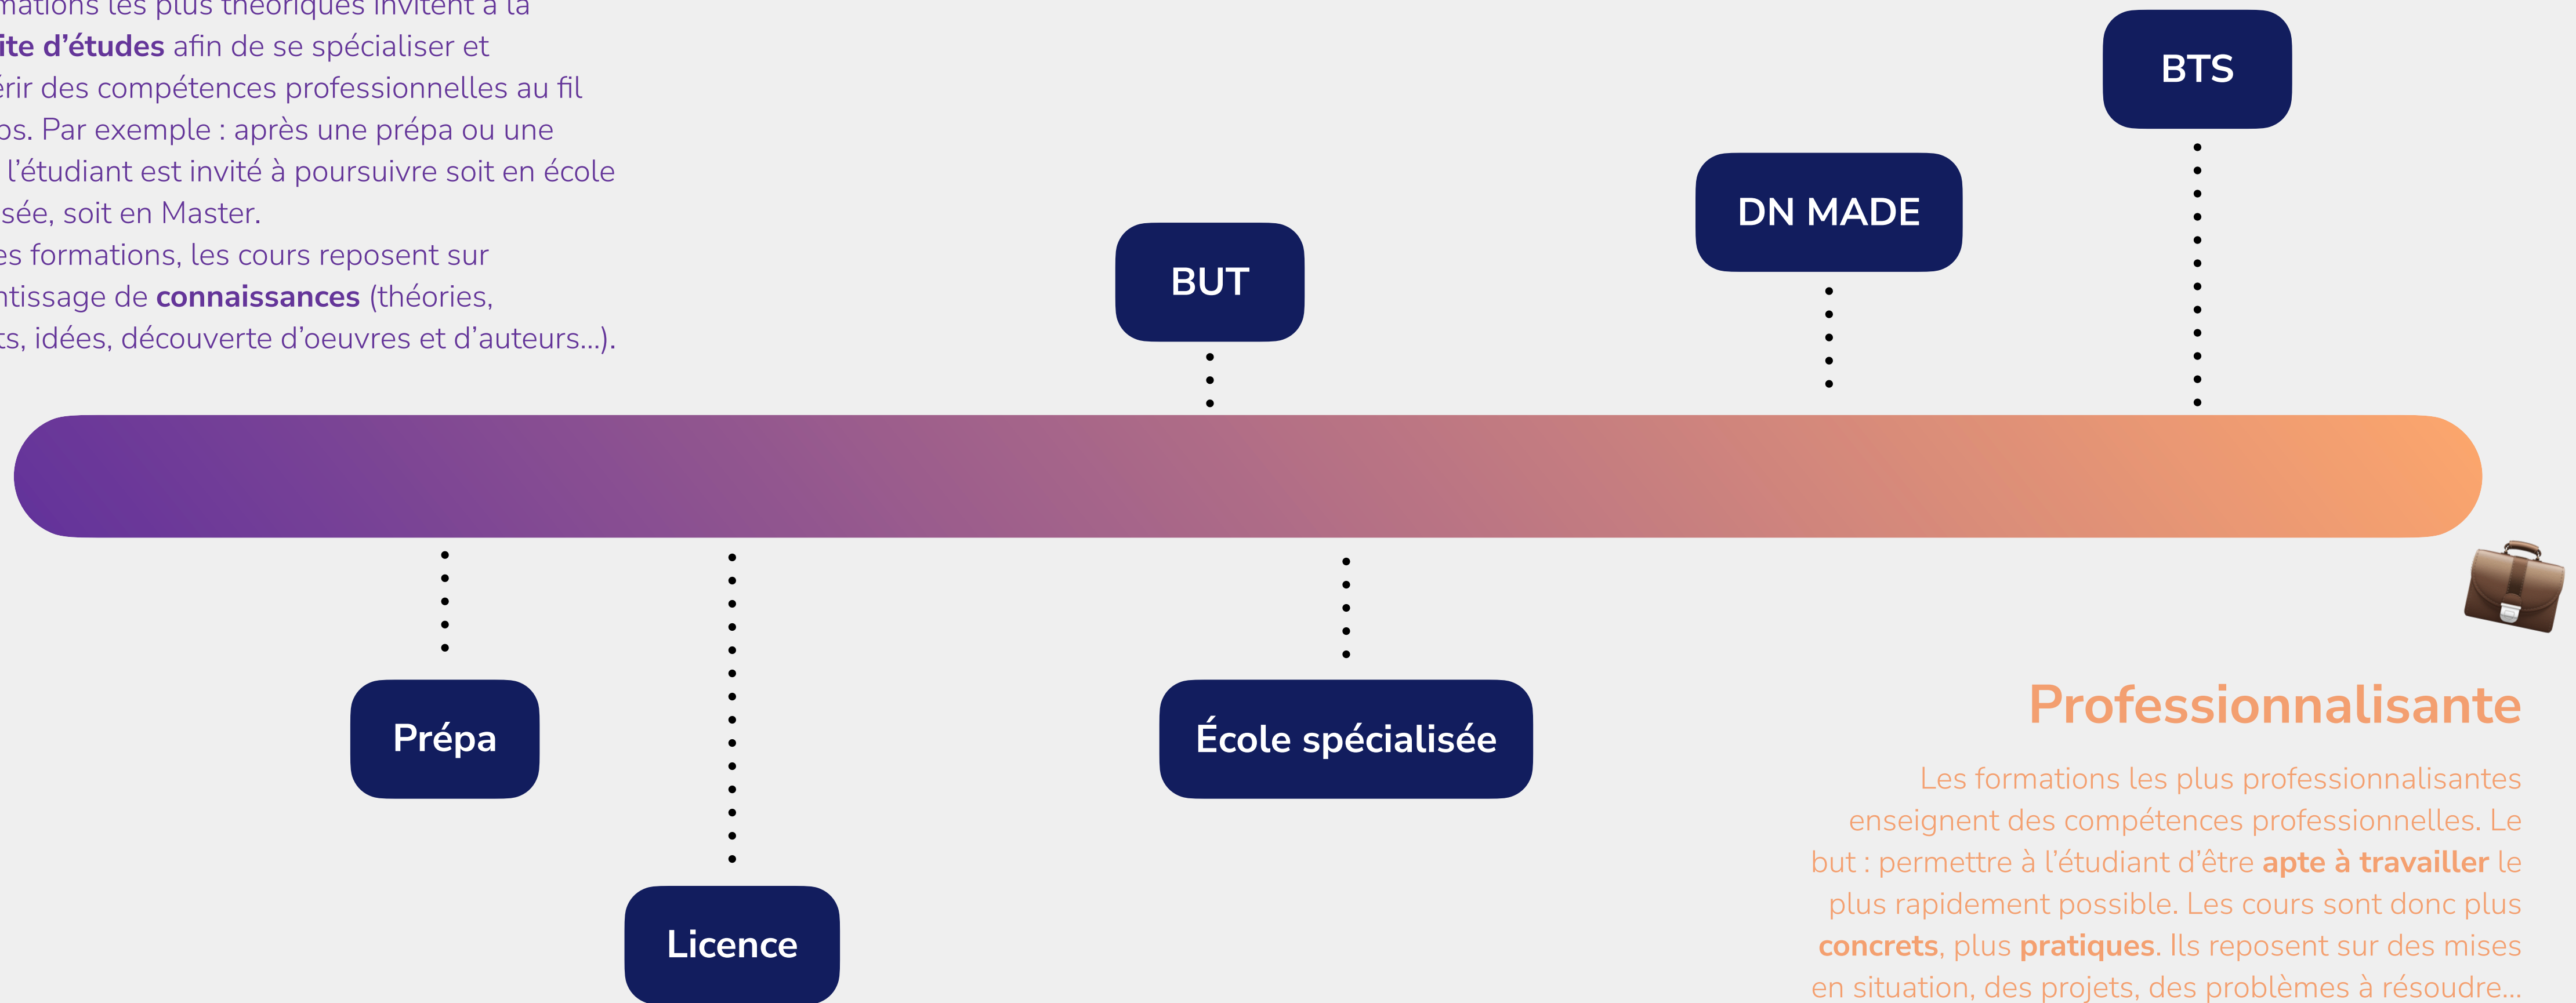 mations les plus théoriques invitent à la
ite d'études afin de se spécialiser et
érir des compétences professionnelles au fil
ps. Par exemple : après une prépa ou une
l'étudiant est invité à poursuivre soit en école
sée, soit en Master.
es formations, les cours reposent sur
ntissage de connaissances (théories,
ts, idées, découverte d'oeuvres et d'auteurs...).
BTS
DN MADE
BUT
Prépa
École spécialisée
Licence
Professionnalisante
Les formations les plus professionnalisantes
enseignent des compétences professionnelles. Le
but : permettre à l'étudiant d'être apte à travailler le
plus rapidement possible. Les cours sont donc plus
concrets, plus pratiques. Ils reposent sur des mises
en situation, des projets, des problèmes à résoudre...